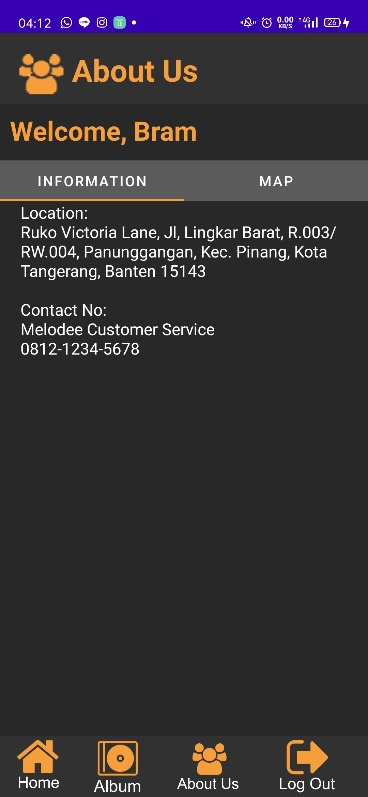 04:12
0.00
KB/S
4G
26
About Us
Welcome, Bram
INFORMATION
MAP
Location:
Ruko Victoria Lane, Jl, Lingkar Barat, R.003/
RW.004, Panunggangan, Kec. Pinang, Kota
Tangerang, Banten 15143
Contact No:
Melodee Customer Service
0812-1234-5678
Home
Album
About Us
Log Out